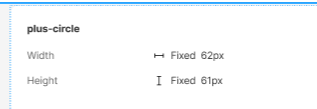 plus-circle
Width Fixed 62px
Height Fixed 61px